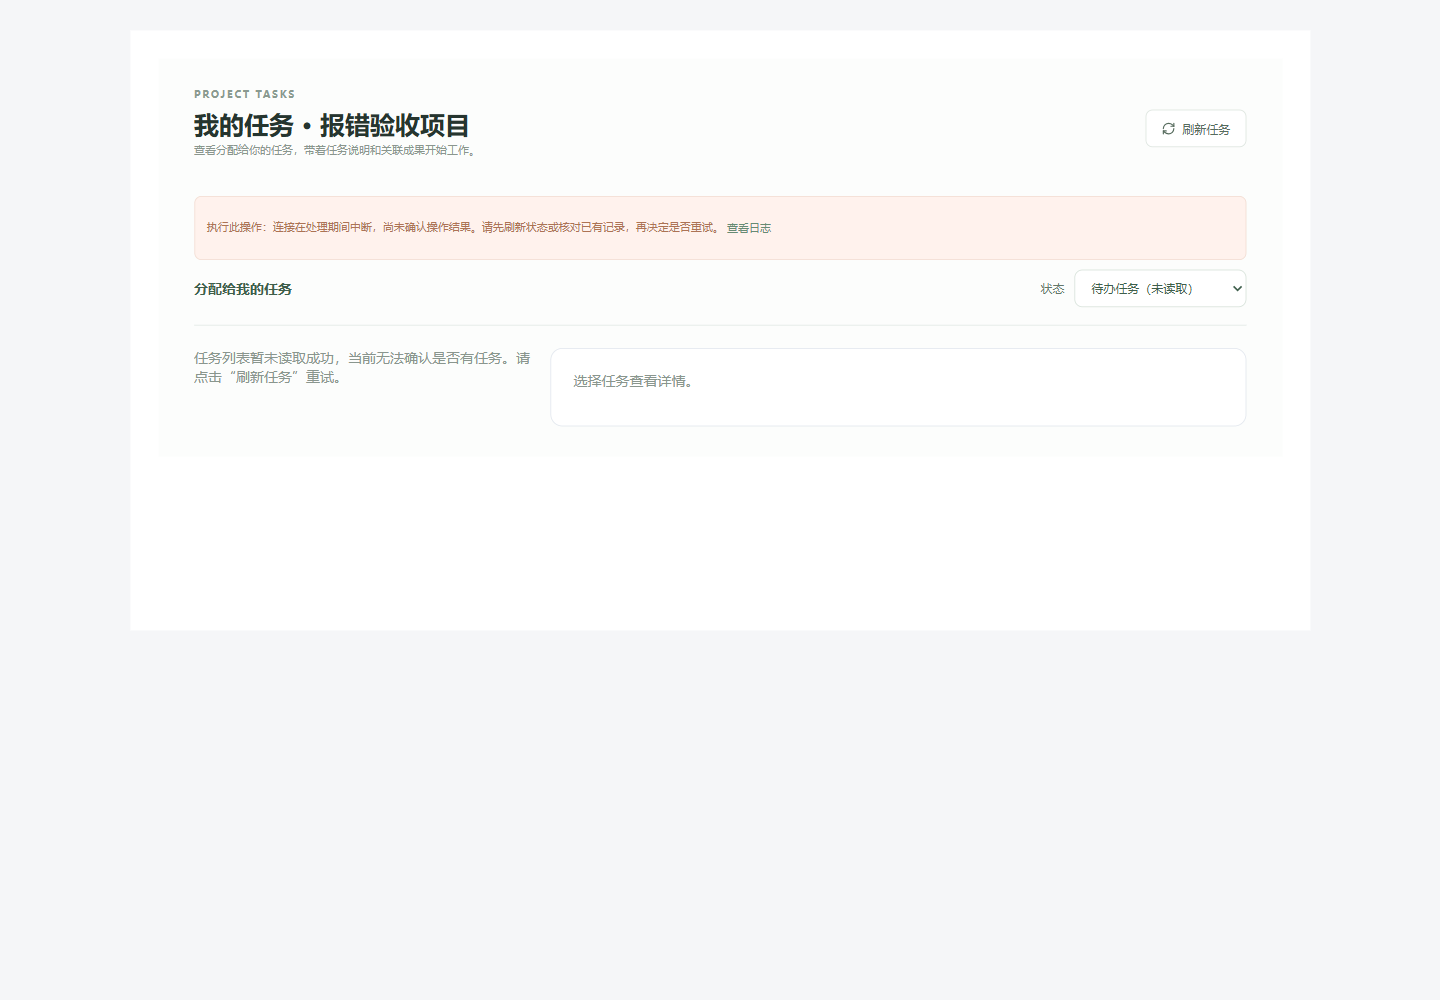 PROJECT TASKS
我的任务・报错验收项目
查看分配给你的任务，带着任务说明和关联成果开始工作。
刷新任务
执行此操作：连接在处理期间中断，尚未确认操作结果。请先刷新状态或核对已有记录，再决定是否重试。 查看日志
分配给我的任务
状态
待办任务（未读取）
任务列表暂未读取成功，当前无法确认是否有任务。请
点击“刷新任务”重试。
选择任务查看详情。